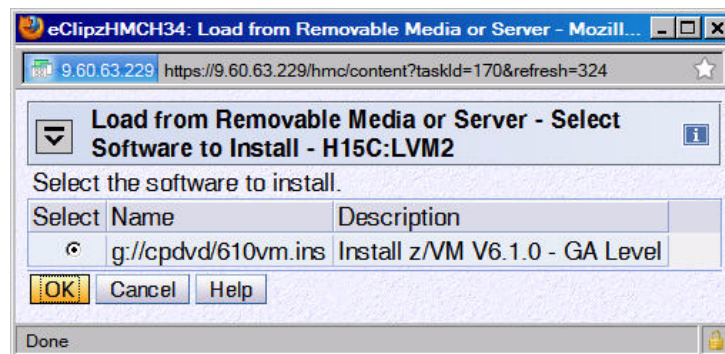 eClipzHMCH34: Load from Removable Media or Server - Mozill...
9.60.63.229 https://9.60.63.229/hmc/content?taskId=170&refresh=324
Load from Removable Media or Server - Select
Software to Install - H15C:LVM2
i
Select the software to install.
Select Name Description
g://cpdvd/610vm.ins Install z/VM V6.1.0 - GA Level
OK Cancel Help
Done